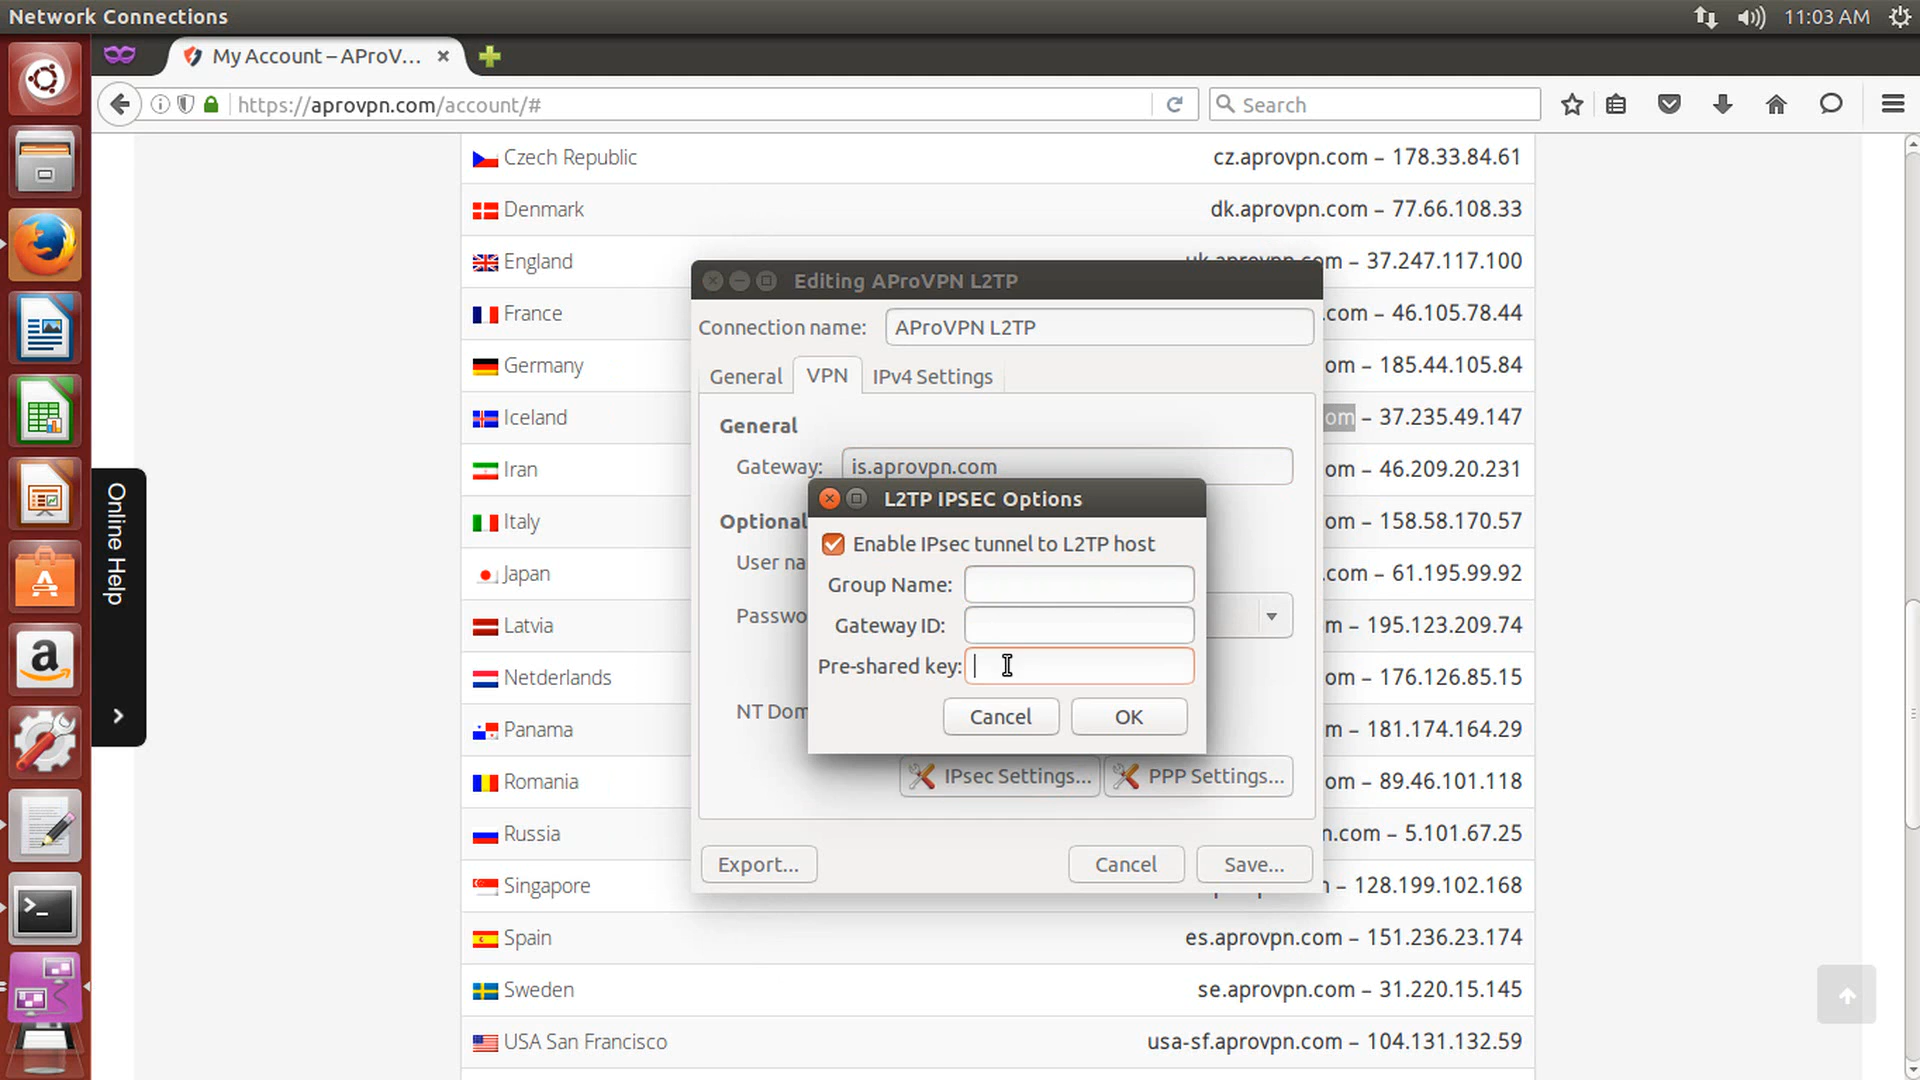 Network Connections
11:03 AM
My Account – AProV...
https://aprovpn.com/account/#
Search
Czech Republic cz.aprovpn.com – 178.33.84.61
Denmark dk.aprovpn.com – 77.66.108.33
England – 37.247.117.100
Editing AProVPN L2TP
France .com – 46.105.78.44
Connection name: AProVPN L2TP
Germany om – 185.44.105.84
General VPN IPv4 Settings
Iceland om – 37.235.49.147
General
Iran – 46.209.20.231
Gateway: is.aprovpn.com
L2TP IPSEC Options
Italy – 158.58.170.57
Optional
Enable IPsec tunnel to L2TP host
User na
Japan .com – 61.195.99.92
Group Name:
Passwo
Latvia m – 195.123.209.74
Gateway ID:
Pre-shared key:
Netderlands om – 176.126.85.15
NT Dom
Cancel OK
Panama m – 181.174.164.29
IPsec Settings... PPP Settings...
Romania m – 89.46.101.118
Russia n.com – 5.101.67.25
Export... Cancel Save...
Singapore – 128.199.102.168
Spain es.aprovpn.com – 151.236.23.174
Sweden se.aprovpn.com – 31.220.15.145
USA San Francisco usa-sf.aprovpn.com – 104.131.132.59
Online Help